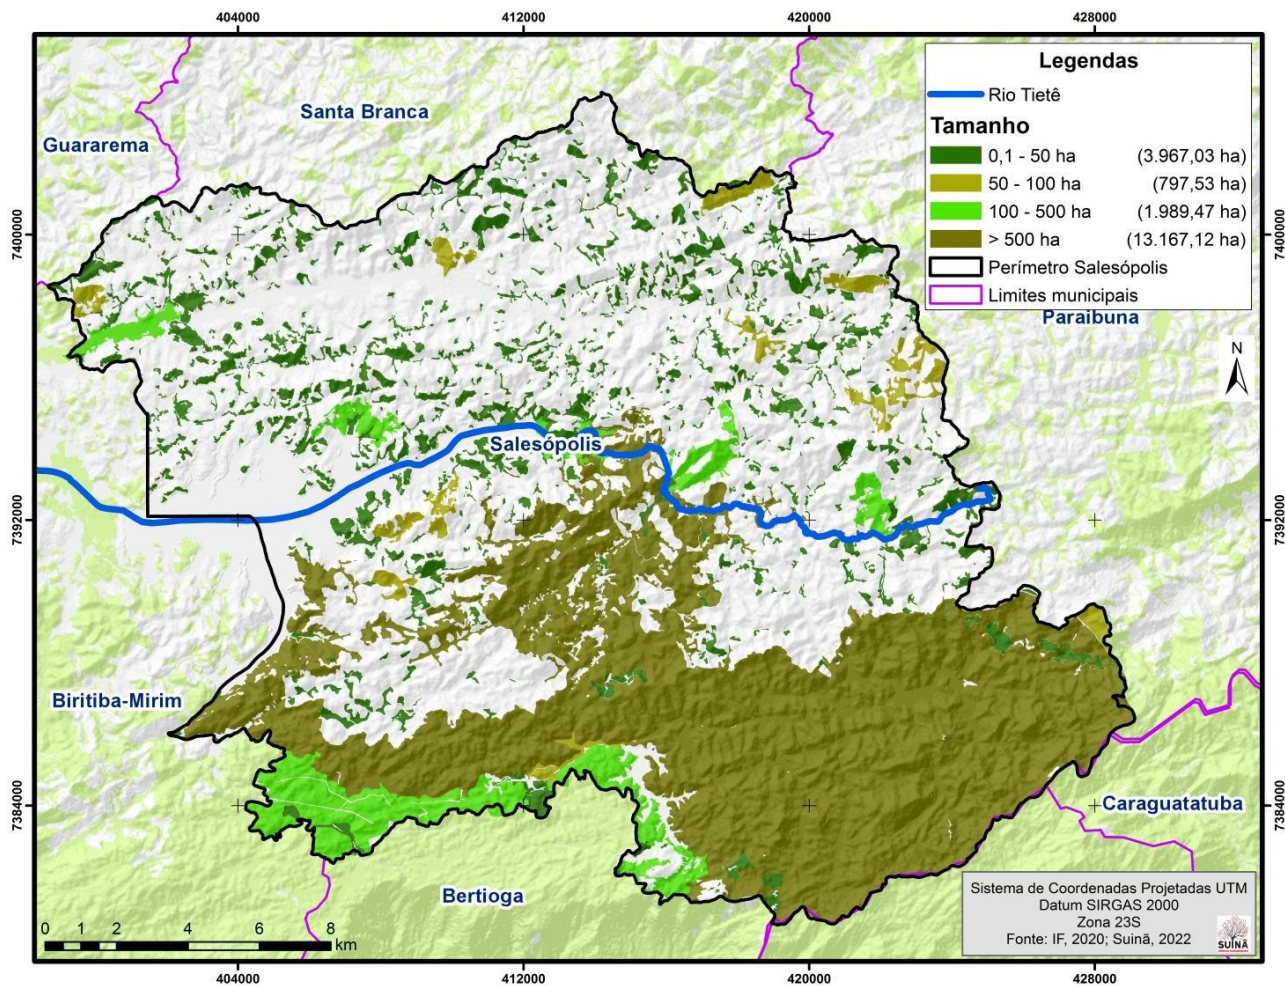 404000
412000
420000
428000
Legendas
Rio Tietê
Tamanho
0,1 - 50 ha (3.967,03 ha)
50 - 100 ha (797,53 ha)
100 - 500 ha (1.989,47 ha)
> 500 ha (13.167,12 ha)
Perímetro Salesópolis
Limites municipais
Santa Branca
Guararema
7400000
7400000
Paraibuna
N
Salesópolis
7392000
7392000
Biritiba-Mirim
7384000
7384000
Caraguatatuba
Bertioga
Sistema de Coordenadas Projetadas UTM
Datum SIRGAS 2000
Zona 23S
Fonte: IF, 2020; Suinã, 2022
SUINÃ
0 1 2 4 6 8
km
404000
412000
420000
428000